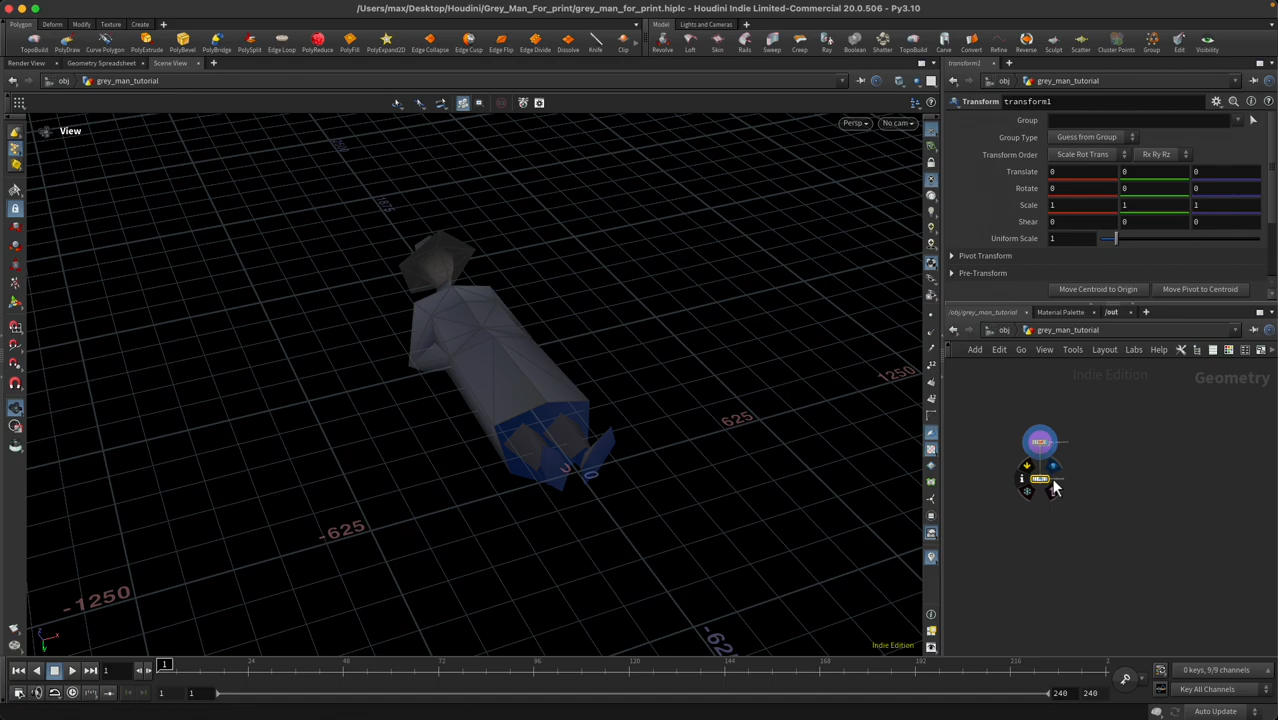 /Users/max/Desktop/Houdini/Grey_Man_For_print/grey_man_for_print.hiplc - Houdini Indie Limited-Commercial 20.0.506 - Py3.10
Polygon Deform Modify Texture Create
TopoBuild PolyDraw Curve Polygon PolyExtrude PolyBevel PolyBridge PolySplit Edge Loop PolyReduce PolyFill PolyExpand2D Edge Collapse Edge Cusp Edge Flip Edge Divide Dissolve Knife Clip
Model Lights and Cameras
Revolve Loft Skin Rails Sweep Creep Ray Boolean Shatter TopoBuild Carve Convert Refine Reverse Sculpt Scatter Cluster Points Group Edit Visibility
Render View Geometry Spreadsheet Scene View
obj grey_man_tutorial
View
Persp No cam
1875
1250
625
0
-625
-1250
-625
Indie Edition
transform1
obj grey_man_tutorial
Transform transform1
Group
Group Type Guess from Group
Transform Order Scale Rot Trans Rx Ry Rz
Translate 0 0 0
Rotate 0 0 0
Scale 1 1 1
Shear 0 0 0
Uniform Scale 1
Pivot Transform
Pre-Transform
Move Centroid to Origin Move Pivot to Centroid
/obj/grey_man_tutorial Material Palette /out
obj grey_man_tutorial
Add Edit Go View Tools Layout Labs Help
Indie Edition Geometry
1 1 24 48 72 96 120 144 168 192 216 2
1 1 240 240
0 keys, 9/9 channels
Key All Channels
Auto Update